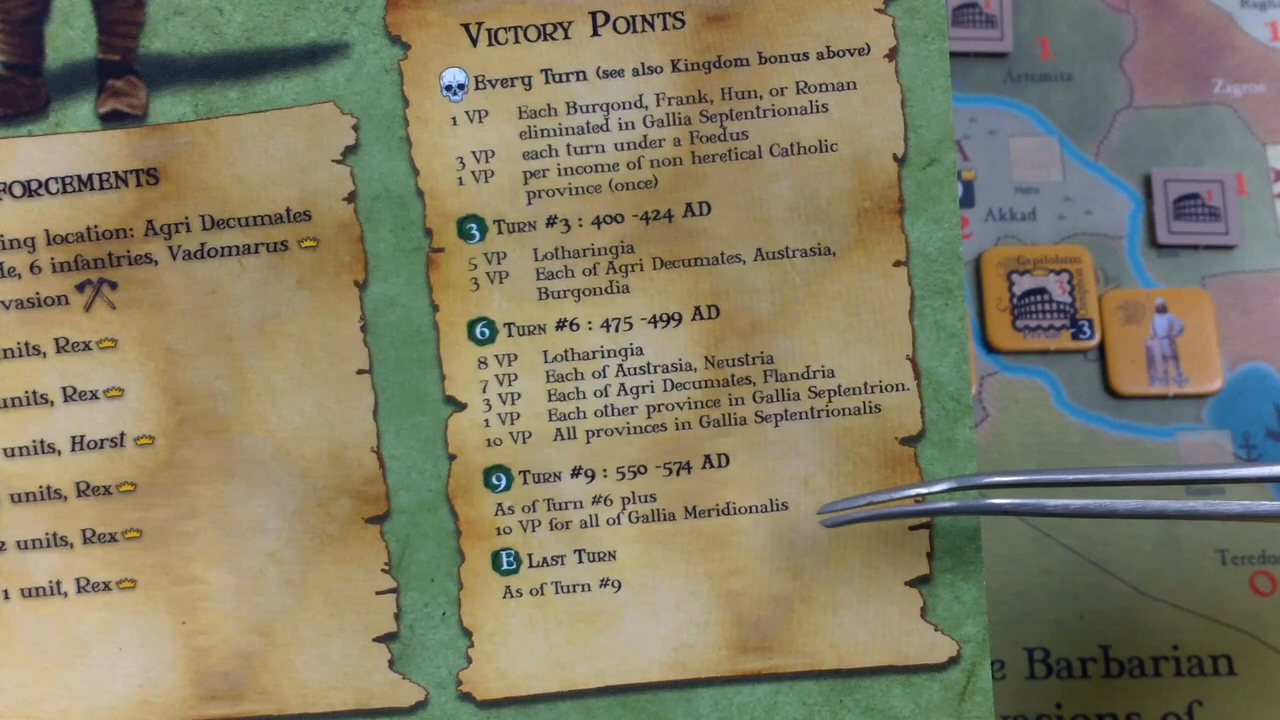 VICTORY POINTS
Every Turn (see also Kingdom bonus above)
1 VP Each Burgond, Frank, Hun, or Roman
eliminated in Gallia Septentrionalis
3 VP each turn under a Foedus
1 VP per income of non heretical Catholic
province (once)
3 TURN #3 : 400 -424 AD
5 VP Lotharingia
3 VP Each of Agri Decumates, Austrasia,
Burgondia
6 TURN #6 : 475 -499 AD
8 VP Lotharingia
7 VP Each of Austrasia, Neustria
3 VP Each of Agri Decumates, Flandria
1 VP Each other province in Gallia Septentrion.
10 VP All provinces in Gallia Septentrionalis
9 TURN #9 : 550 -574 AD
As of Turn #6 plus
10 VP for all of Gallia Meridionalis
E LAST TURN
As of Turn #9
FORCEMENTS
ing location: Agri Decumates
le, 6 infantries, Vadomarus
vasion
nits, Rex
units, Rex
units, Horst
units, Rex
2 units, Rex
1 unit, Rex
1
1
Artemita
Zagros
Akkad
1
2
Capitolum
3
-3
Teredo
0
e Barbarian
vasions of